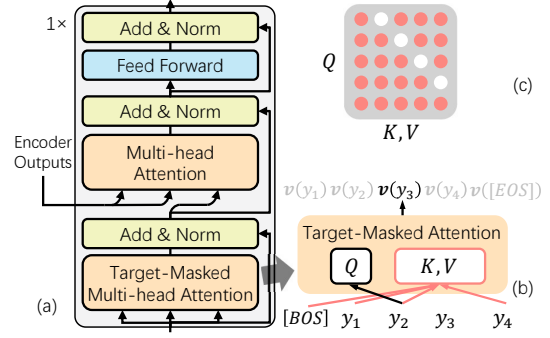 1×
Add & Norm
Feed Forward
Add & Norm
Encoder
Outputs
Multi-head
Attention
Add & Norm
Target-Masked
Multi-head Attention
(a)
Q
K, V
(c)
v(y₁) v(y₂) v(y₃) v(y₄) v([EOS])
Target-Masked Attention
Q
K, V
(b)
[BOS] y₁ y₂ y₃ y₄